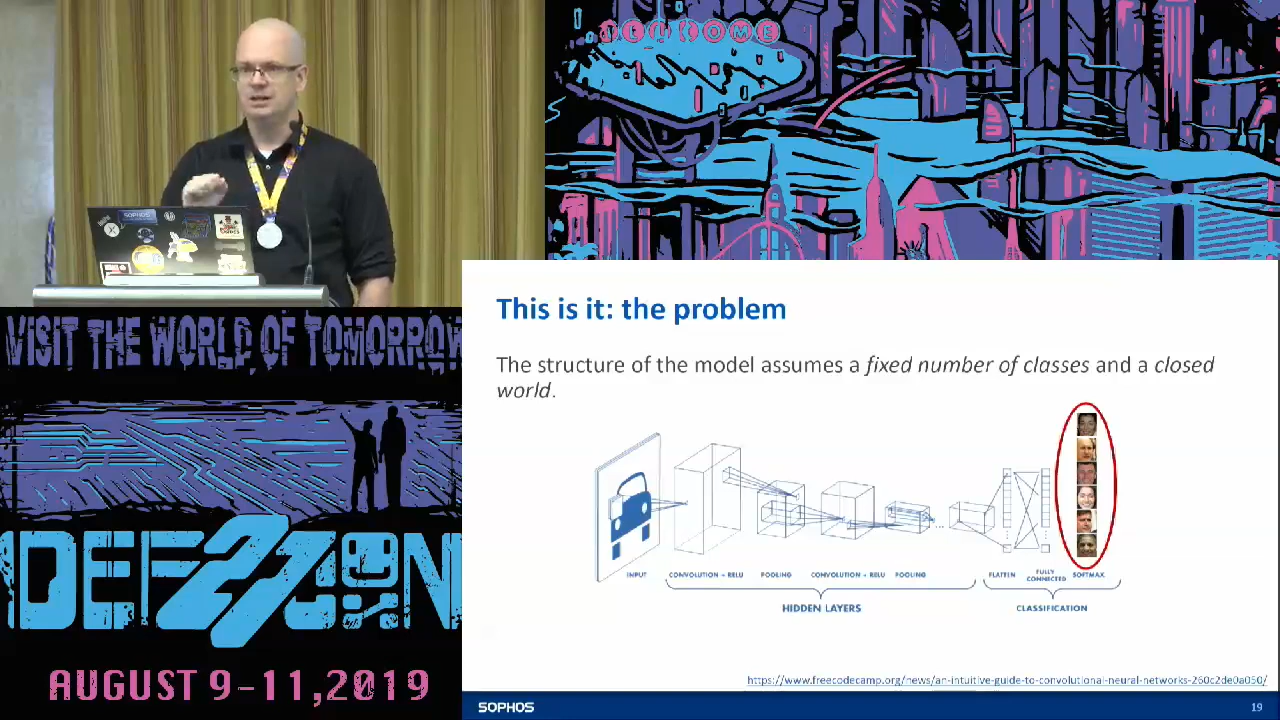 WELCOME
SOPHOS
VISIT THE WORLD OF TOMORROW
DEF 27 CON
AUGUST 9-11, 2019
This is it: the problem
The structure of the model assumes a fixed number of classes and a closed
world.
INPUT
CONVOLUTION + RELU
POOLING
CONVOLUTION + RELU
POOLING
FLATTEN
FULLY
CONNECTED
SOFTMAX
HIDDEN LAYERS
CLASSIFICATION
https://www.freecodecamp.org/news/an-intuitive-guide-to-convolutional-neural-networks-260c2de0a050/
SOPHOS
19